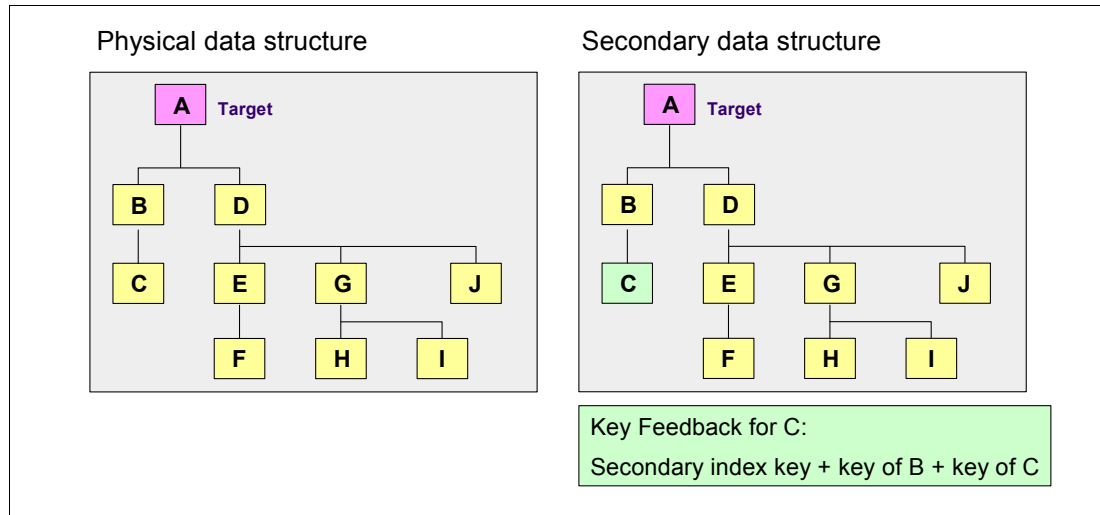 Physical data structure
A Target
B D
C E G J
F H I
Secondary data structure
A Target
B D
C E G J
F H I
Key Feedback for C:
Secondary index key + key of B + key of C